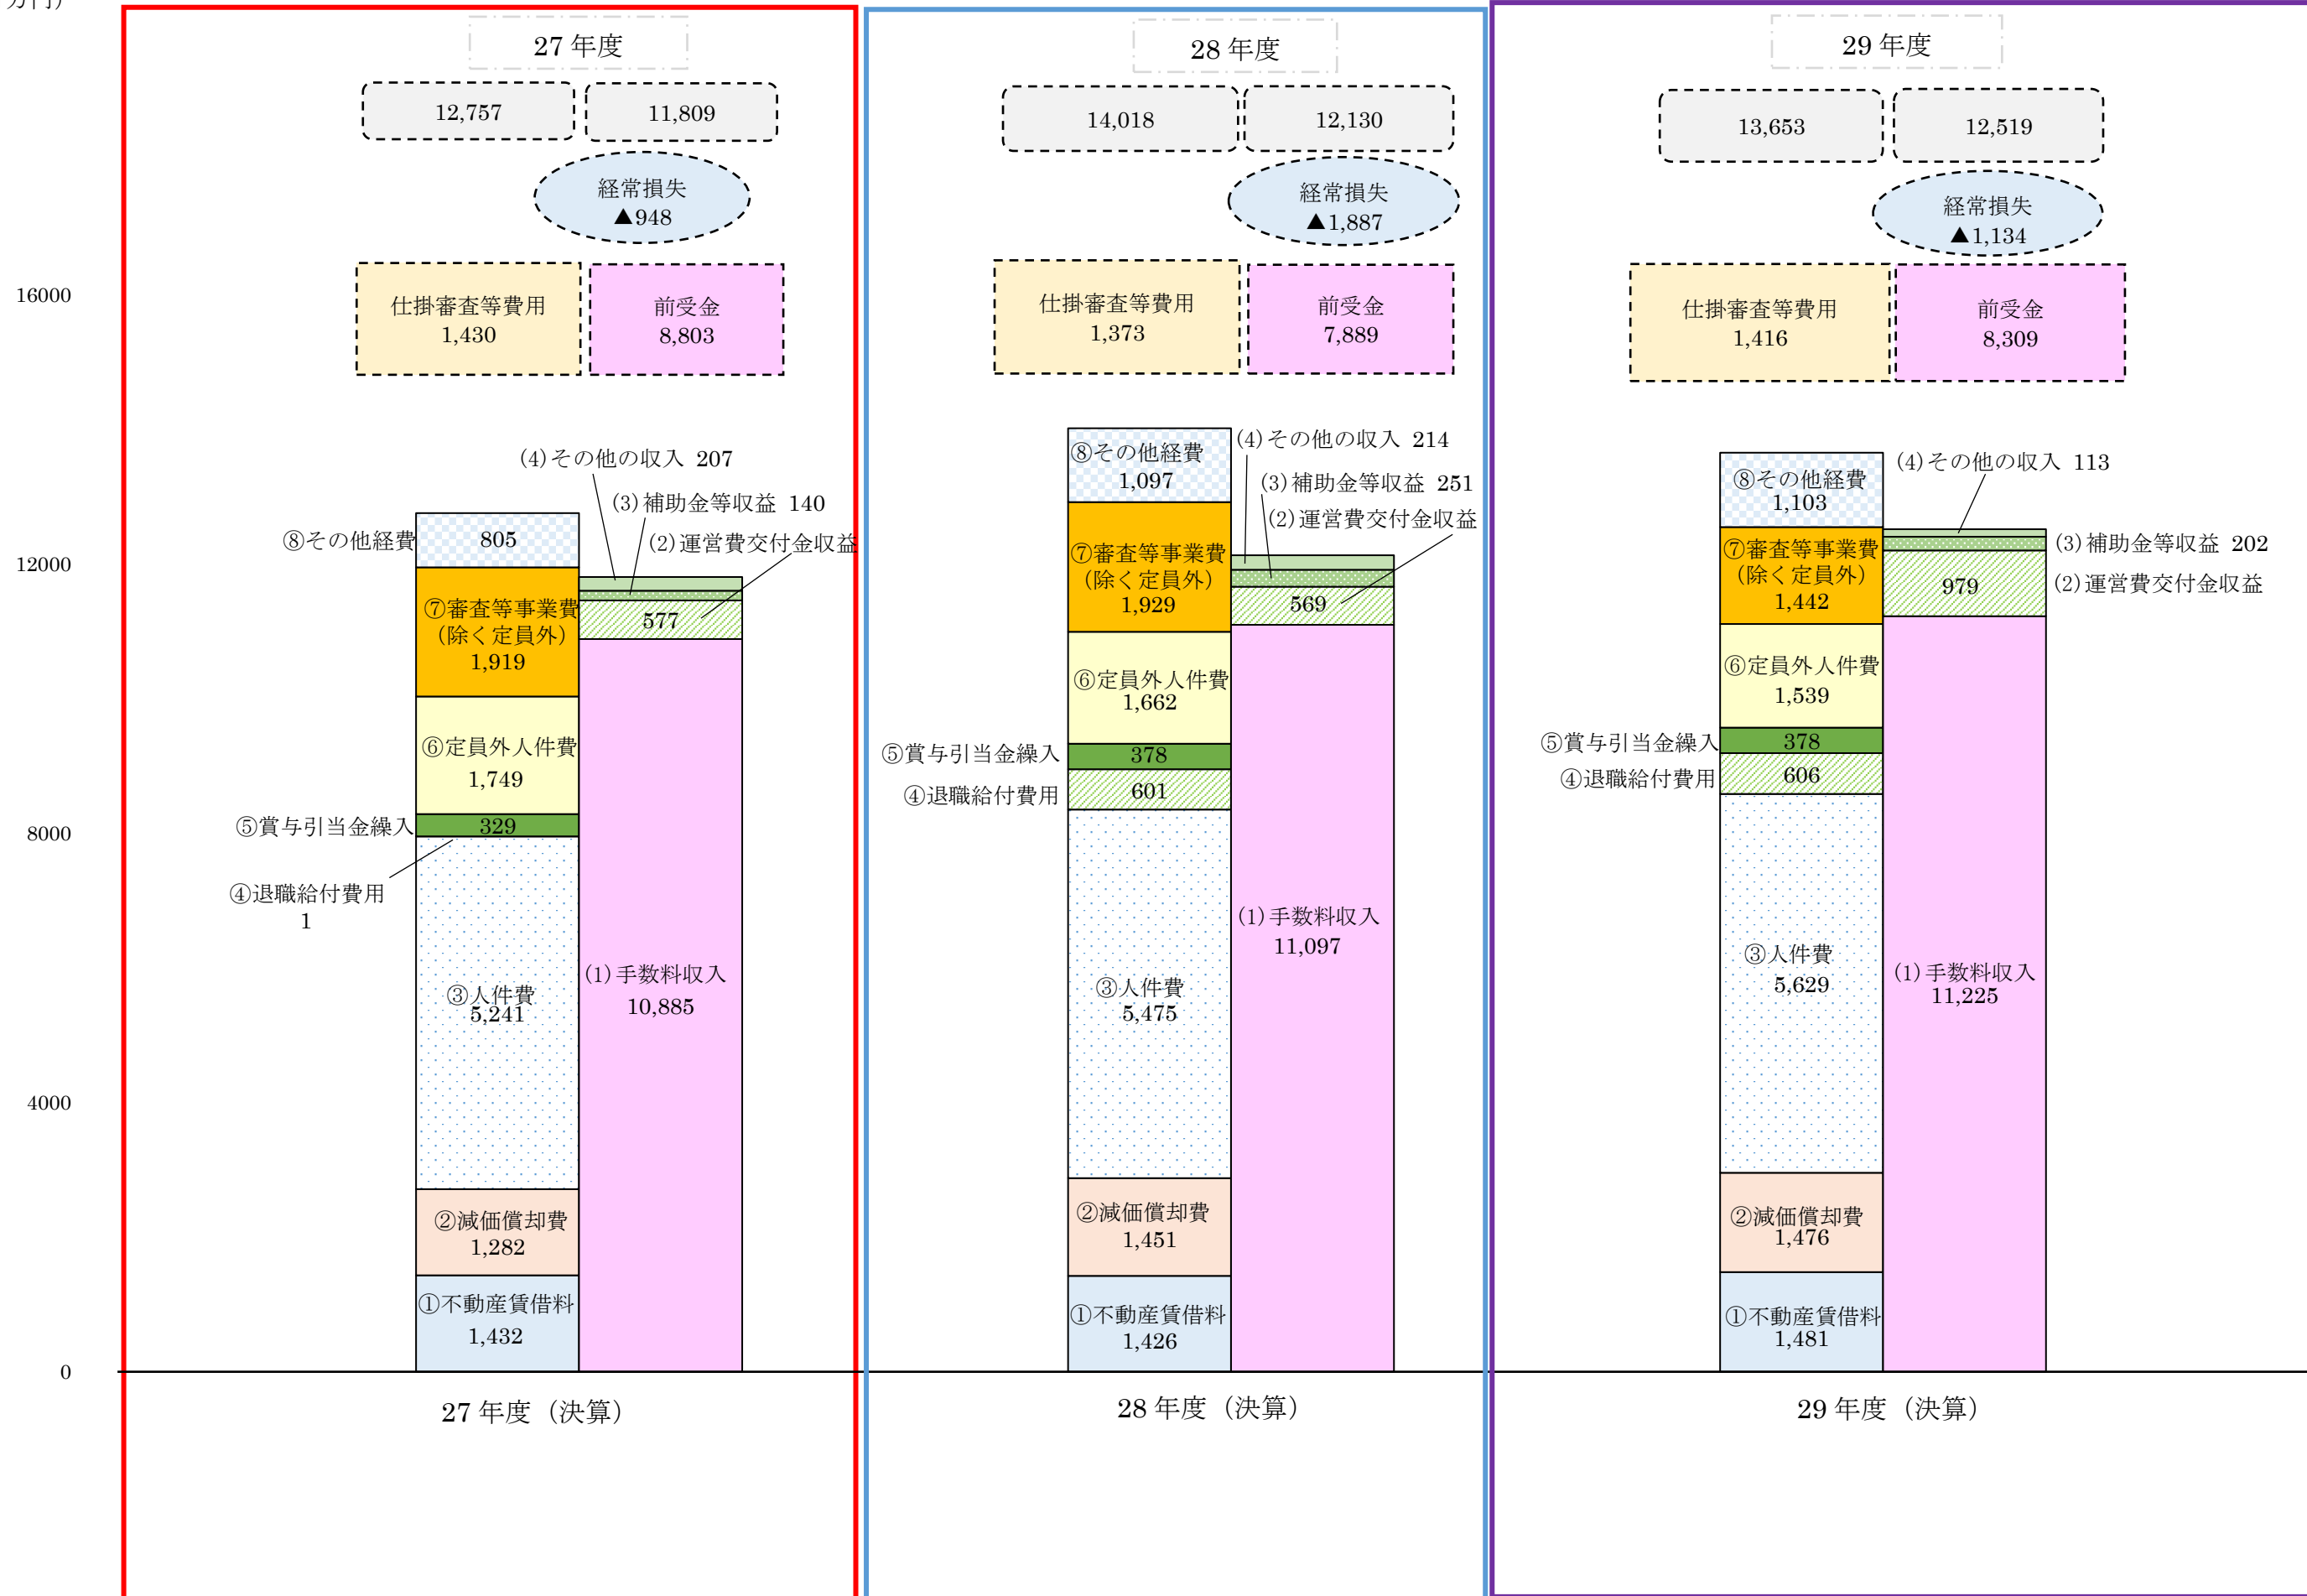 万円）
16000
12000
8000
4000
0
27 年度
12,757
11,809
経常損失
▲948
仕掛審査等費用
1,430
前受金
8,803
(4)その他の収入 207
(3)補助金等収益 140
(2)運営費交付金収益
577
⑧その他経費
805
⑦審査等事業費
（除く定員外）
1,919
⑥定員外人件費
1,749
⑤賞与引当金繰入
329
④退職給付費用
1
③人件費
5,241
(1)手数料収入
10,885
②減価償却費
1,282
①不動産賃借料
1,432
27 年度（決算）
28 年度
14,018
12,130
経常損失
▲1,887
仕掛審査等費用
1,373
前受金
7,889
(4)その他の収入 214
(3)補助金等収益 251
(2)運営費交付金収益
569
⑧その他経費
1,097
⑦審査等事業費
（除く定員外）
1,929
⑥定員外人件費
1,662
⑤賞与引当金繰入
378
④退職給付費用
601
(1)手数料収入
11,097
③人件費
5,475
②減価償却費
1,451
①不動産賃借料
1,426
28 年度（決算）
29 年度
13,653
12,519
経常損失
▲1,134
仕掛審査等費用
1,416
前受金
8,309
(4)その他の収入 113
(3)補助金等収益 202
(2)運営費交付金収益
979
⑧その他経費
1,103
⑦審査等事業費
（除く定員外）
1,442
⑥定員外人件費
1,539
⑤賞与引当金繰入
378
④退職給付費用
606
③人件費
5,629
(1)手数料収入
11,225
②減価償却費
1,476
①不動産賃借料
1,481
29 年度（決算）